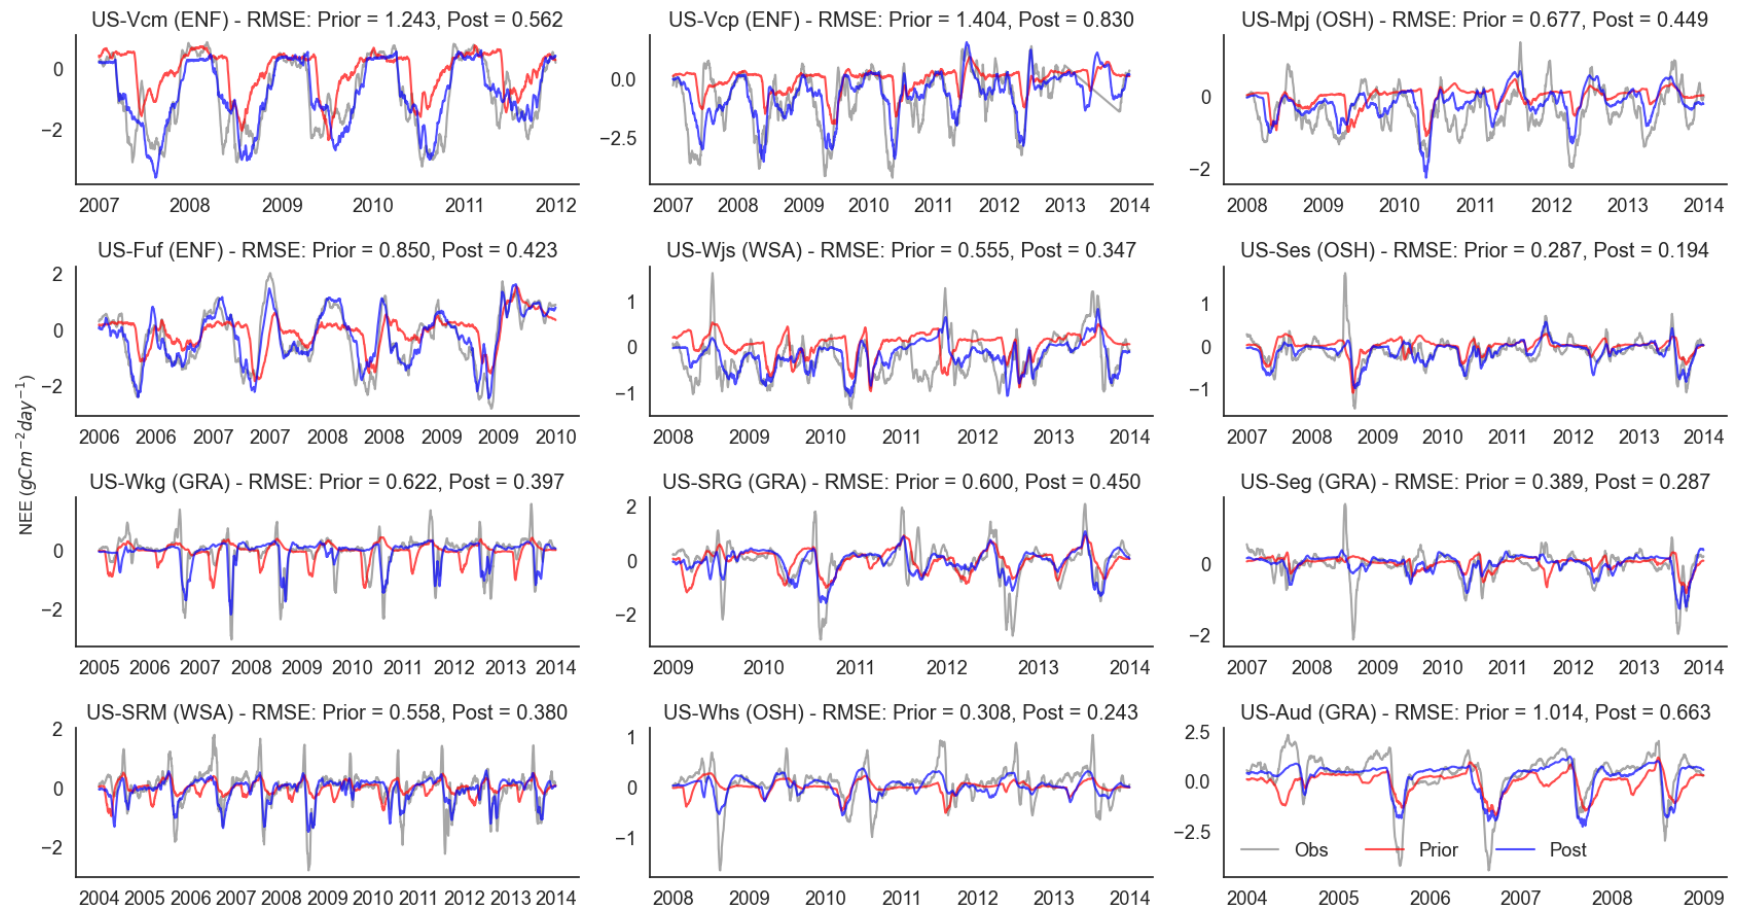 US-Vcm (ENF) - RMSE: Prior = 1.243, Post = 0.562
US-Vcp (ENF) - RMSE: Prior = 1.404, Post = 0.830
US-Mpj (OSH) - RMSE: Prior = 0.677, Post = 0.449
0
−2
2007 2008 2009 2010 2011 2012
0.0
−2.5
2007 2008 2009 2010 2011 2012 2013 2014
0
−2
2008 2009 2010 2011 2012 2013 2014
US-Fuf (ENF) - RMSE: Prior = 0.850, Post = 0.423
US-Wjs (WSA) - RMSE: Prior = 0.555, Post = 0.347
US-Ses (OSH) - RMSE: Prior = 0.287, Post = 0.194
2
0
−2
2006 2006 2007 2007 2008 2008 2009 2009 2010
1
0
−1
2008 2009 2010 2011 2012 2013 2014
1
0
−1
2007 2008 2009 2010 2011 2012 2013 2014
NEE (gCm⁻²day⁻¹)
US-Wkg (GRA) - RMSE: Prior = 0.622, Post = 0.397
US-SRG (GRA) - RMSE: Prior = 0.600, Post = 0.450
US-Seg (GRA) - RMSE: Prior = 0.389, Post = 0.287
0
−2
2005 2006 2007 2008 2009 2010 2011 2012 2013 2014
2
0
−2
2009 2010 2011 2012 2013 2014
0
−2
2007 2008 2009 2010 2011 2012 2013 2014
US-SRM (WSA) - RMSE: Prior = 0.558, Post = 0.380
US-Whs (OSH) - RMSE: Prior = 0.308, Post = 0.243
US-Aud (GRA) - RMSE: Prior = 1.014, Post = 0.663
2
0
−2
2004 2005 2006 2007 2008 2009 2010 2011 2012 2013 2014
1
0
−1
2008 2009 2010 2011 2012 2013 2014
2.5
0.0
−2.5
Obs Prior Post
2004 2005 2006 2007 2008 2009